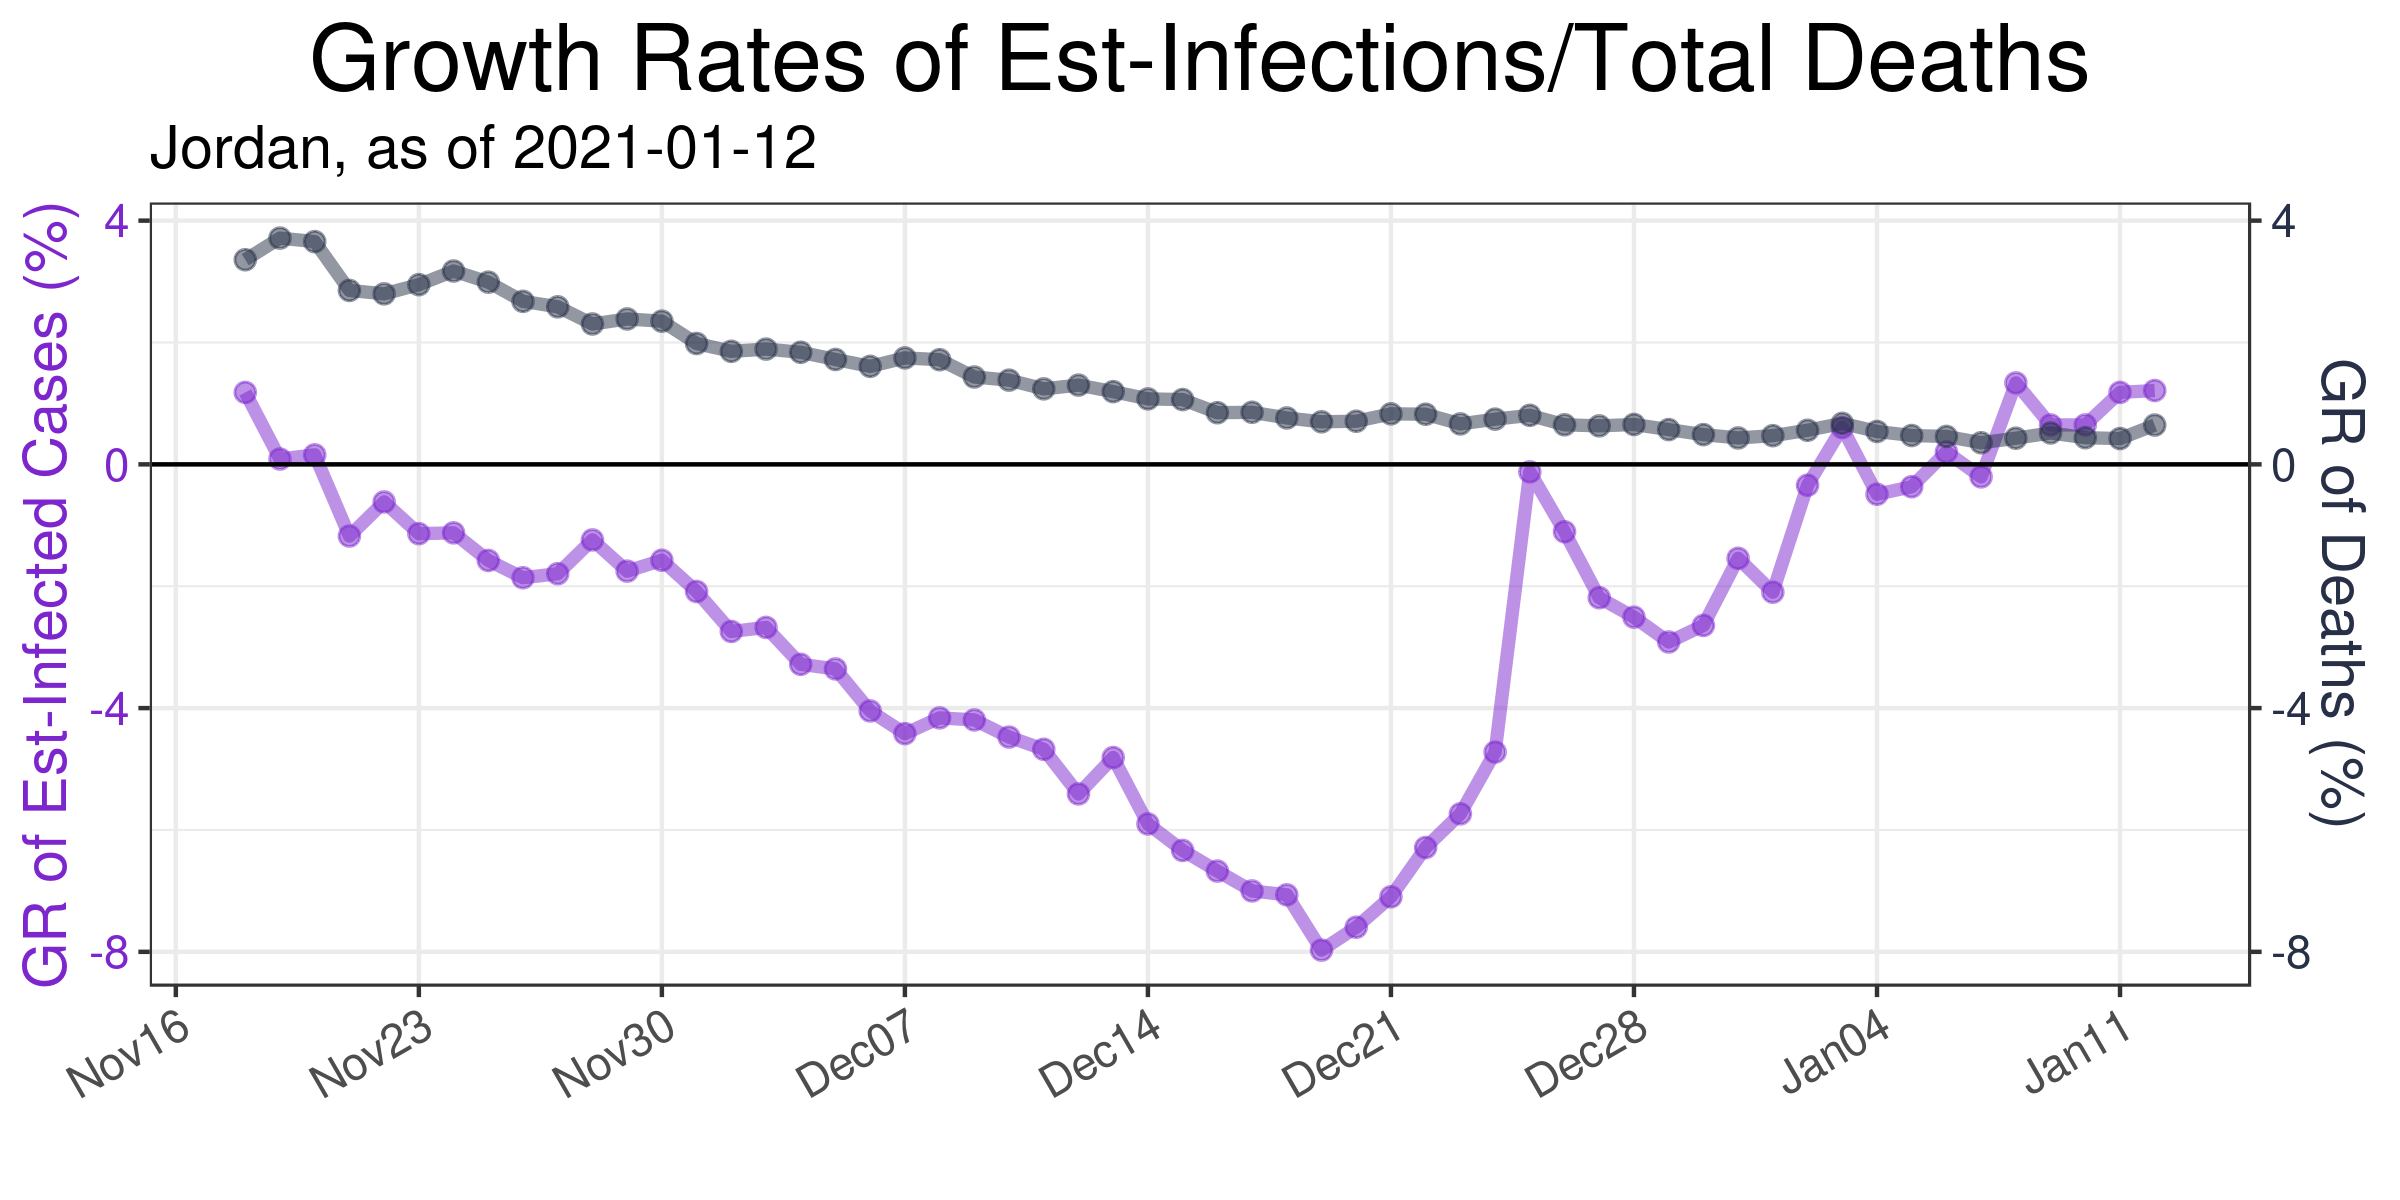 Growth Rates of Est-Infections/Total Deaths
Jordan, as of 2021-01-12
GR of Est-Infected Cases (%)
4
0
-4
-8
4
0
-4
-8
GR of Deaths (%)
Nov16
Nov23
Nov30
Dec07
Dec14
Dec21
Dec28
Jan04
Jan11